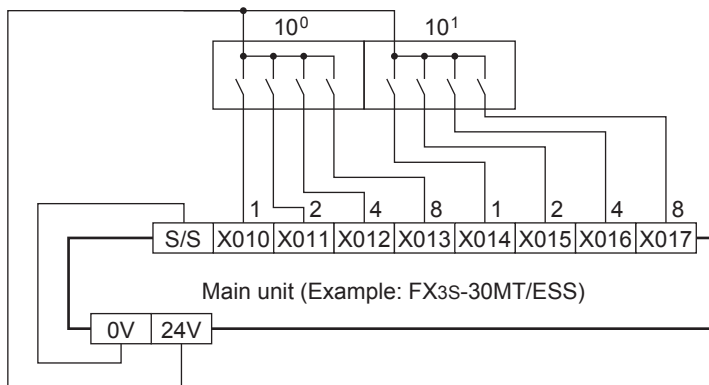 10⁰ 10¹
1 2 4 8 1 2 4 8
S/S X010 X011 X012 X013 X014 X015 X016 X017
Main unit (Example: FX3S-30MT/ESS)
0V 24V